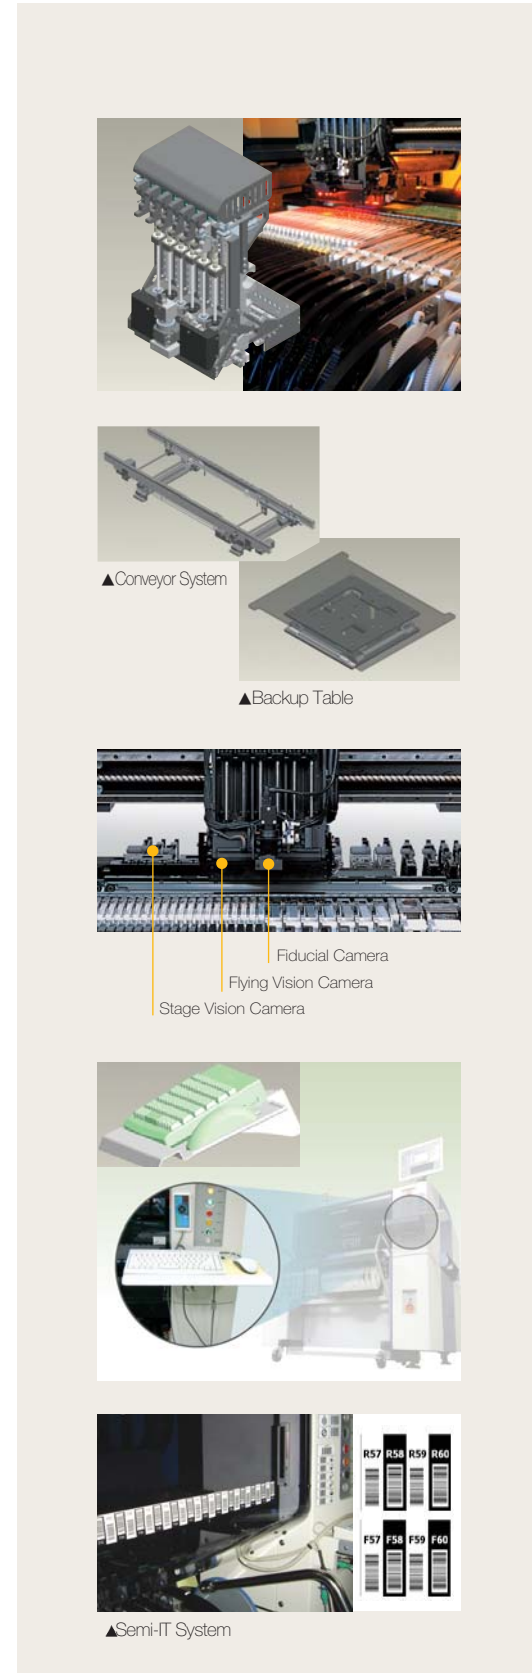 ▲Conveyor System
▲Backup Table
Fiducial Camera
Flying Vision Camera
Stage Vision Camera
R57 R58 R59 R60
F57 F58 F59 F60
▲Semi-IT System